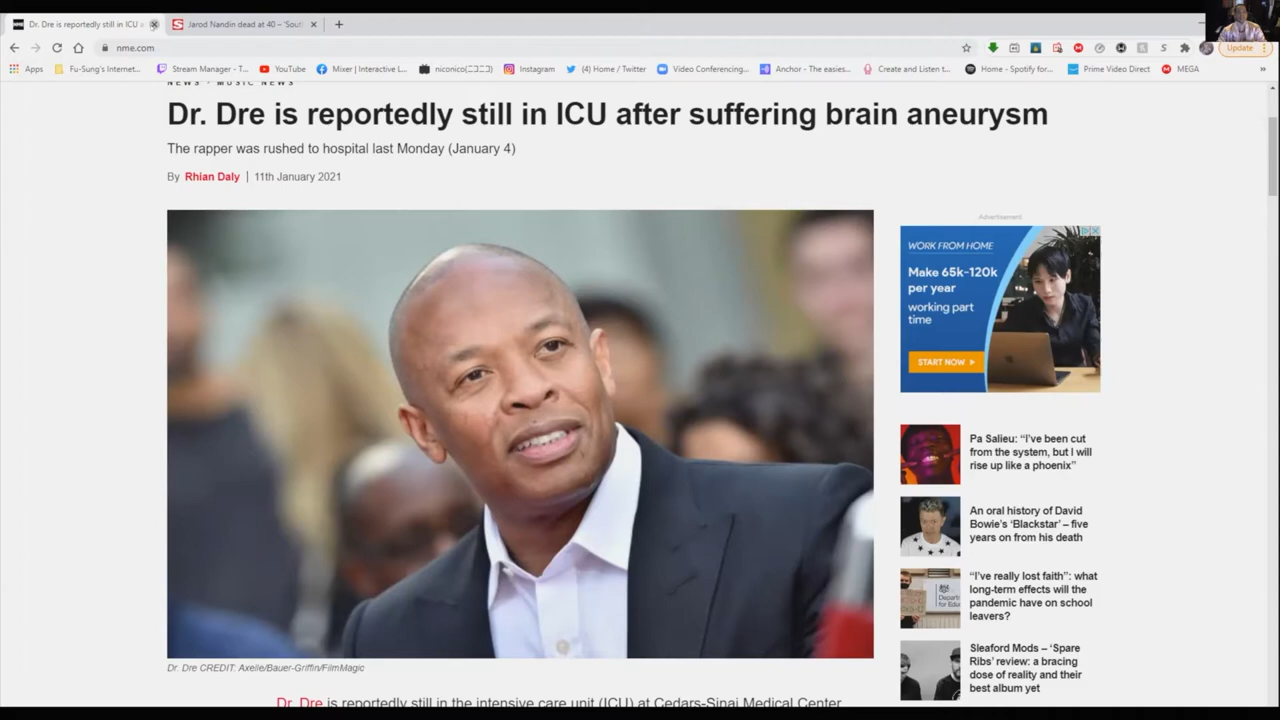 Dr. Dre is reportedly still in ICU a
Jarod Nandin dead at 40 – 'Sout
nme.com
Update
Apps
Fu-Sung's Internet...
Stream Manager - T...
YouTube
Mixer | Interactive L...
niconico(ニコニコ)
Instagram
(4) Home / Twitter
Video Conferencing...
Anchor - The easies...
Create and Listen t...
Home - Spotify for...
Prime Video Direct
MEGA
NEWS MUSIC NEWS
Dr. Dre is reportedly still in ICU after suffering brain aneurysm
The rapper was rushed to hospital last Monday (January 4)
By Rhian Daly | 11th January 2021
Advertisement
WORK FROM HOME
Make 65k-120k
per year
working part
time
START NOW
Pa Salieu: “I’ve been cut
from the system, but I will
rise up like a phoenix”
An oral history of David
Bowie’s ‘Blackstar’ – five
years on from his death
“I’ve really lost faith”: what
long-term effects will the
pandemic have on school
leavers?
Sleaford Mods – ‘Spare
Ribs’ review: a bracing
dose of reality and their
best album yet
Dr. Dre CREDIT: Axelle/Bauer-Griffin/FilmMagic
Dr. Dre is reportedly still in the intensive care unit (ICU) at Cedars-Sinai Medical Center